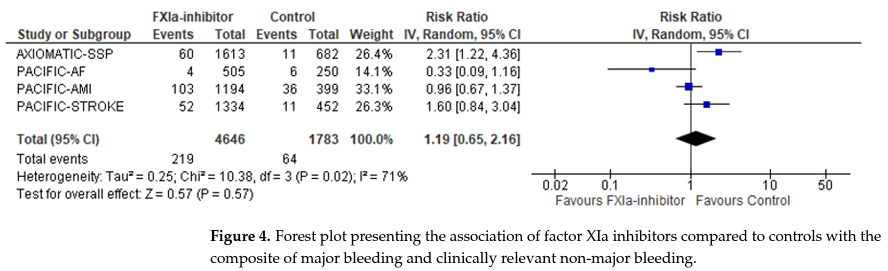 FXIa-inhibitor Control Risk Ratio Risk Ratio
Study or Subgroup Events Total Events Total Weight IV, Random, 95% CI IV, Random, 95% CI
AXIOMATIC-SSP 60 1613 11 682 26.4% 2.31 [1.22, 4.36]
PACIFIC-AF 4 505 6 250 14.1% 0.33 [0.09, 1.16]
PACIFIC-AMI 103 1194 36 399 33.1% 0.96 [0.67, 1.37]
PACIFIC-STROKE 52 1334 11 452 26.3% 1.60 [0.84, 3.04]
Total (95% CI) 4646 1783 100.0% 1.19 [0.65, 2.16]
Total events 219 64
Heterogeneity: Tau² = 0.25; Chi² = 10.38, df = 3 (P = 0.02); I² = 71%
Test for overall effect: Z = 0.57 (P = 0.57)
0.02 0.1 1 10 50
Favours FXIa-inhibitor Favours Control
Figure 4. Forest plot presenting the association of factor XIa inhibitors compared to controls with the
composite of major bleeding and clinically relevant non-major bleeding.